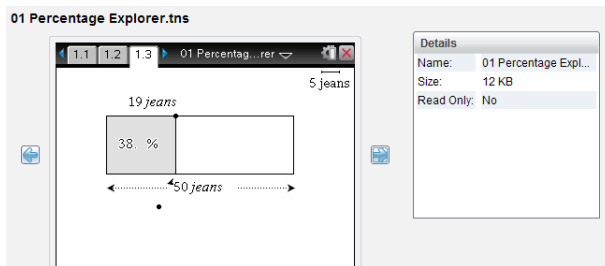 01 Percentage Explorer.tns
1.1 1.2 1.3 01 Percentag...rer
5 jeans
19 jeans
38. %
50 jeans
Details
Name: 01 Percentage Expl...
Size: 12 KB
Read Only: No